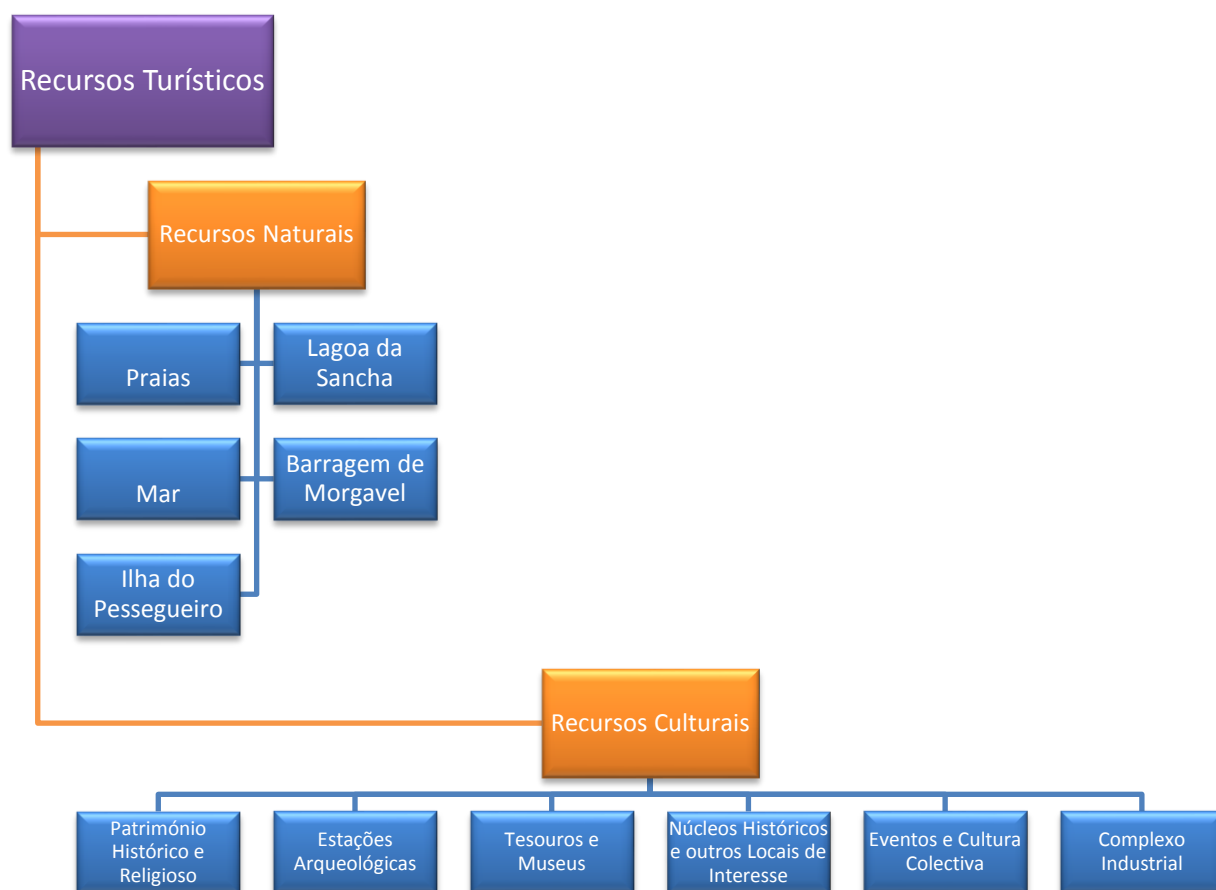 Recursos Turísticos
Recursos Naturais
Praias
Lagoa da
Sancha
Mar
Barragem de
Morgavel
Ilha do
Pessegueiro
Recursos Culturais
Património
Histórico e
Religioso
Estações
Arqueológicas
Tesouros e
Museus
Núcleos Históricos
e outros Locais de
Interesse
Eventos e Cultura
Colectiva
Complexo
Industrial